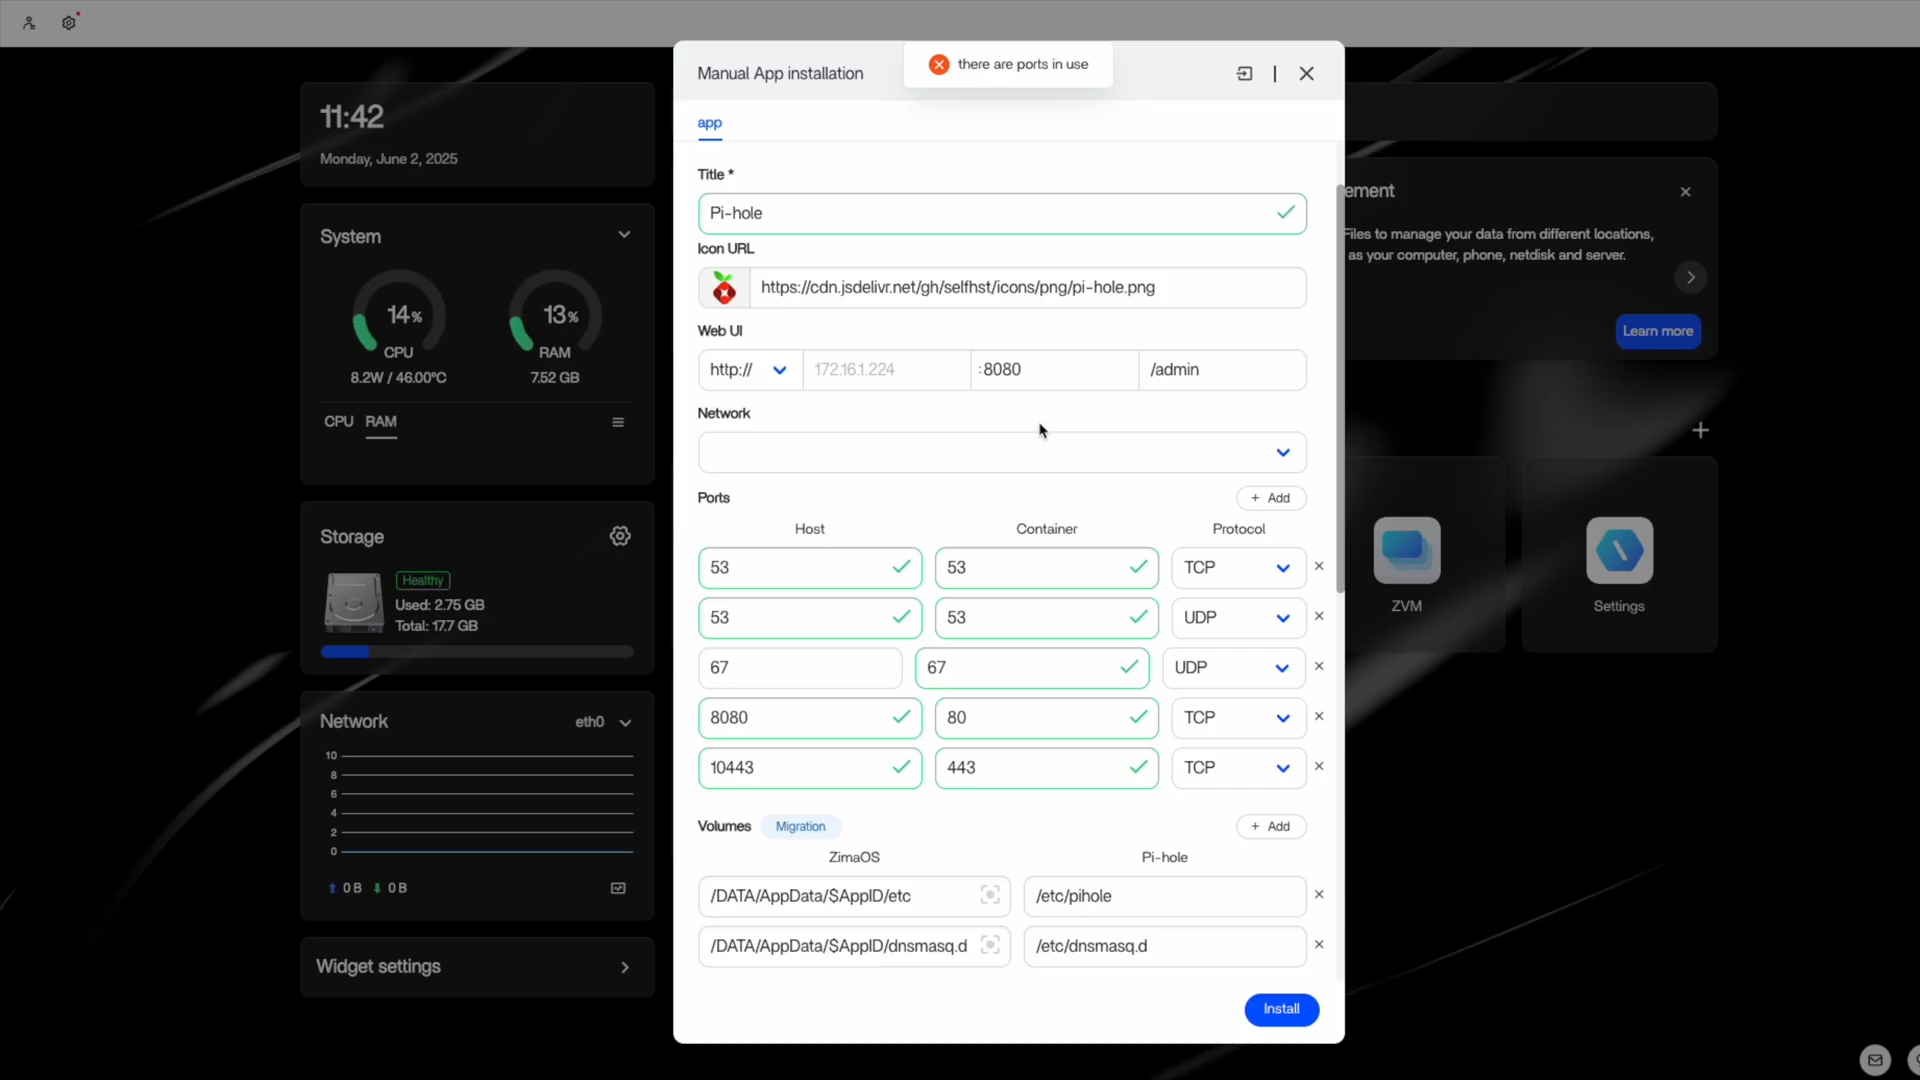 11:42
Monday, June 2, 2025
System
14%
CPU
8.2W / 46.00°C
13%
RAM
7.52 GB
CPU RAM
Storage
Healthy
Used: 2.75 GB
Total: 17.7 GB
Network
eth0
10
8
6
4
2
0
0 B 0 B
Widget settings
Manual App installation
there are ports in use
app
Title *
Pi-hole
Icon URL
https://cdn.jsdelivr.net/gh/selfhst/icons/png/pi-hole.png
Web UI
http:// 172.16.1.224 :8080 /admin
Network
Ports
+ Add
Host Container Protocol
53 53 TCP
53 53 UDP
67 67 UDP
8080 80 TCP
10443 443 TCP
Volumes Migration + Add
ZimaOS Pi-hole
/DATA/AppData/$AppID/etc /etc/pihole
/DATA/AppData/$AppID/dnsmasq.d /etc/dnsmasq.d
Install
ement
Files to manage your data from different locations,
as your computer, phone, netdisk and server.
Learn more
ZVM
Settings